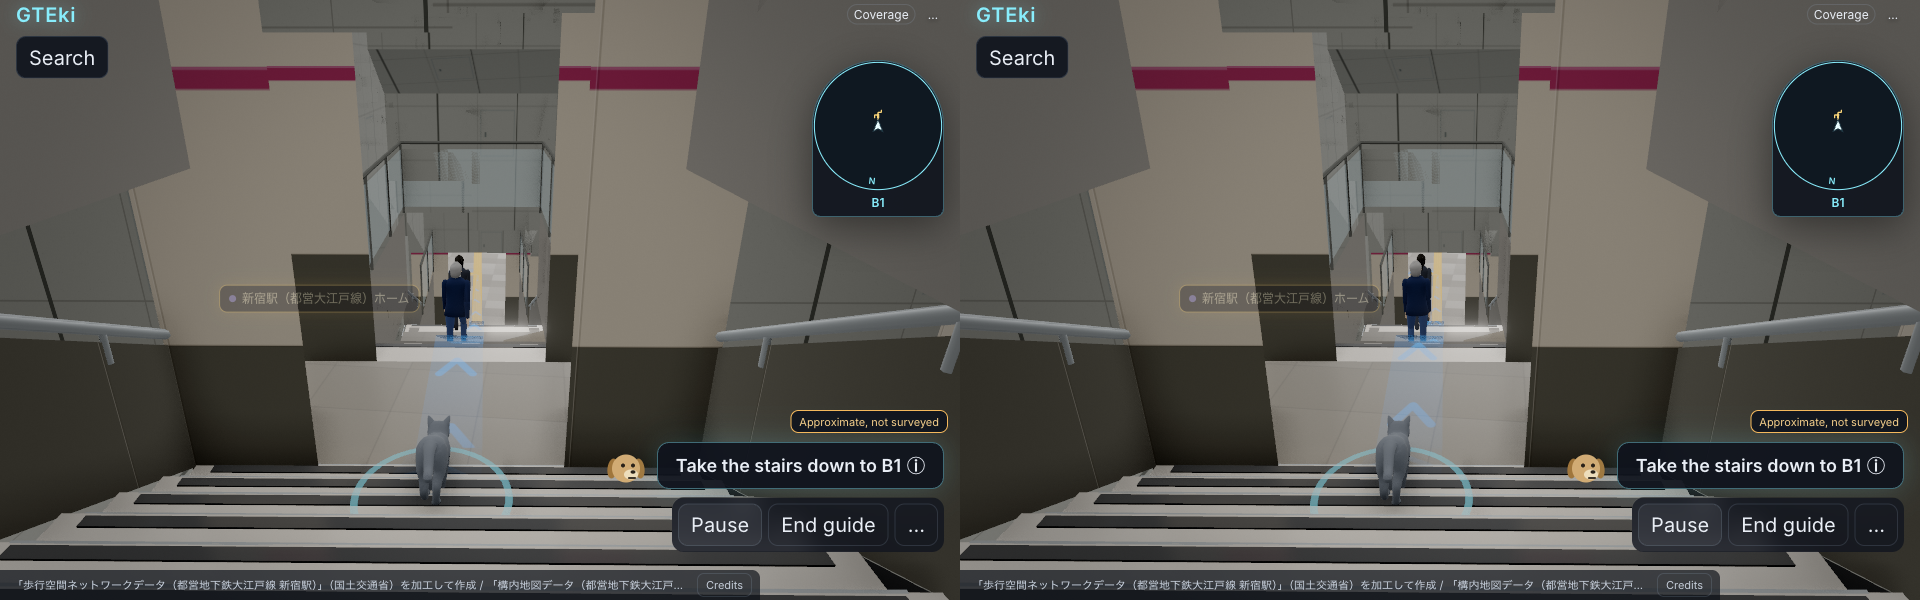 GTEki
Coverage
...
Search
N
B1
新宿駅（都営大江戸線）ホーム
Approximate, not surveyed
Take the stairs down to B1 ⓘ
Pause
End guide
...
「歩行空間ネットワークデータ（都営地下鉄大江戸線 新宿駅）」（国土交通省）を加工して作成 / 「構内地図データ（都営地下鉄大江戸…
Credits
GTEki
Coverage
...
Search
N
B1
新宿駅（都営大江戸線）ホーム
Approximate, not surveyed
Take the stairs down to B1 ⓘ
Pause
End guide
...
「歩行空間ネットワークデータ（都営地下鉄大江戸線 新宿駅）」（国土交通省）を加工して作成 / 「構内地図データ（都営地下鉄大江戸…
Credits